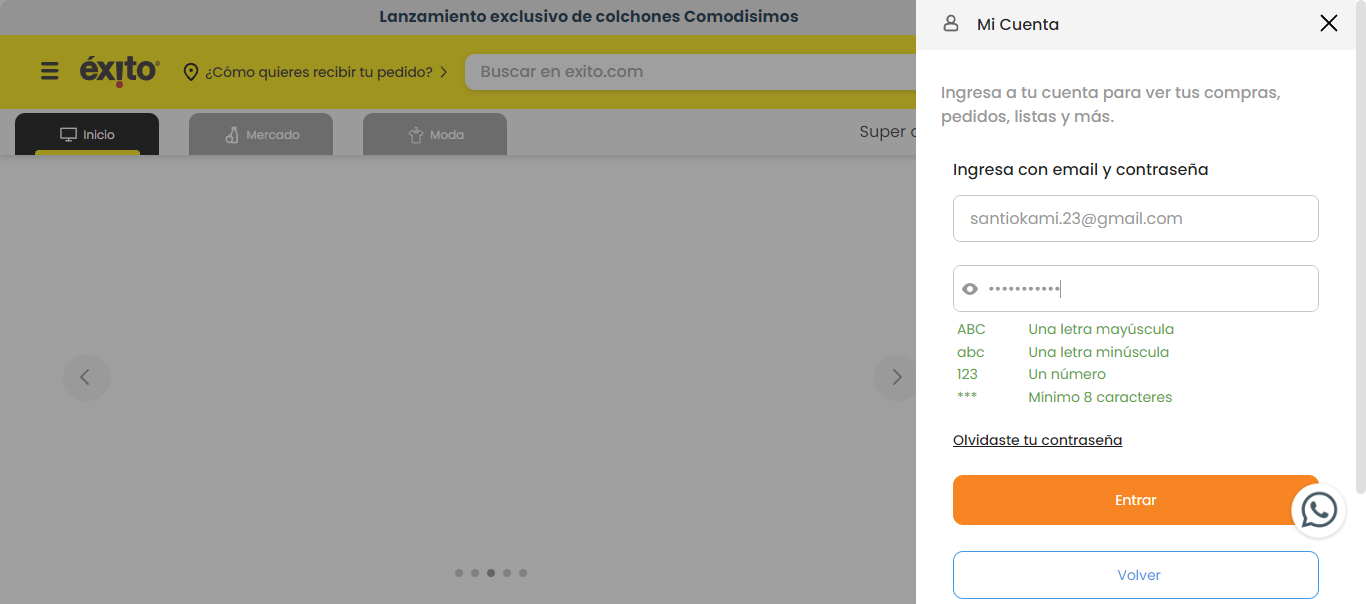 Lanzamiento exclusivo de colchones Comodisimos
éxito
¿Cómo quieres recibir tu pedido?
Buscar en exito.com
Inicio
Mercado
Moda
Super
Mi Cuenta
Ingresa a tu cuenta para ver tus compras,
pedidos, listas y más.
Ingresa con email y contraseña
santiokami.23@gmail.com
•••••••••••
ABC Una letra mayúscula
abc Una letra minúscula
123 Un número
*** Mínimo 8 caracteres
Olvidaste tu contraseña
Entrar
Volver